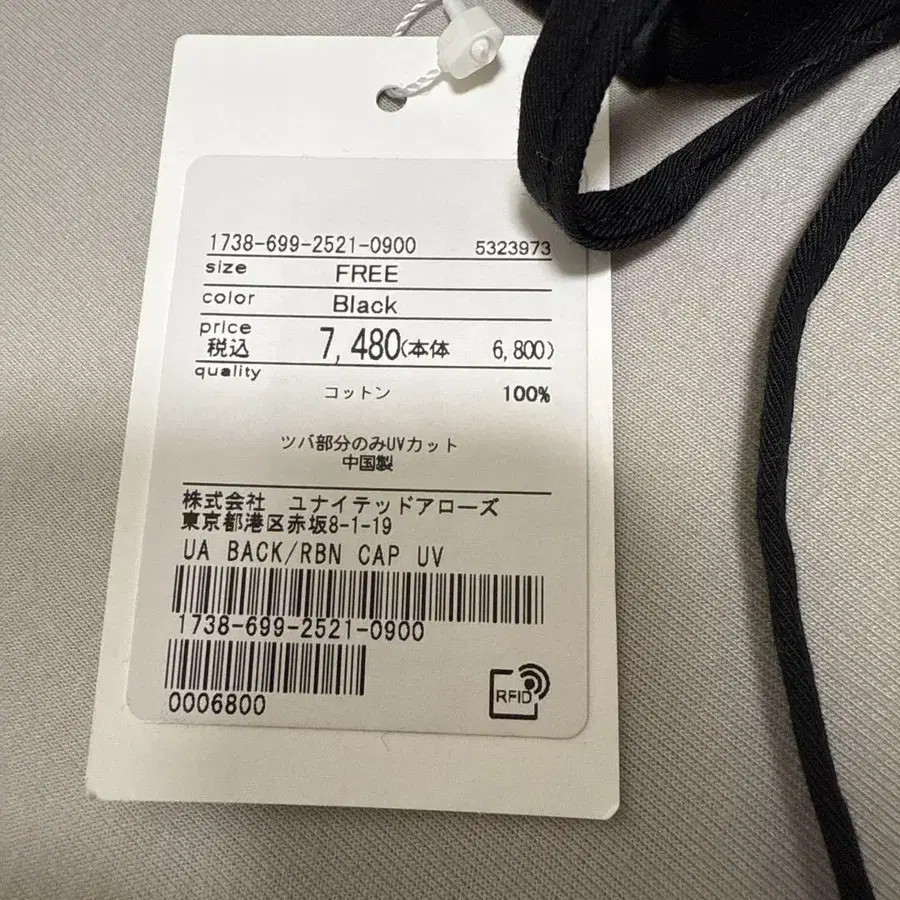 1738-699-2521-0900 5323973
size FREE
color Black
price
税込 7,480(本体 6,800)
quality
コットン 100%
ツバ部分のみUVカット
中国製
株式会社 ユナイテッドアローズ
東京都港区赤坂8-1-19
UA BACK/RBN CAP UV
1738-699-2521-0900
0006800
RFID